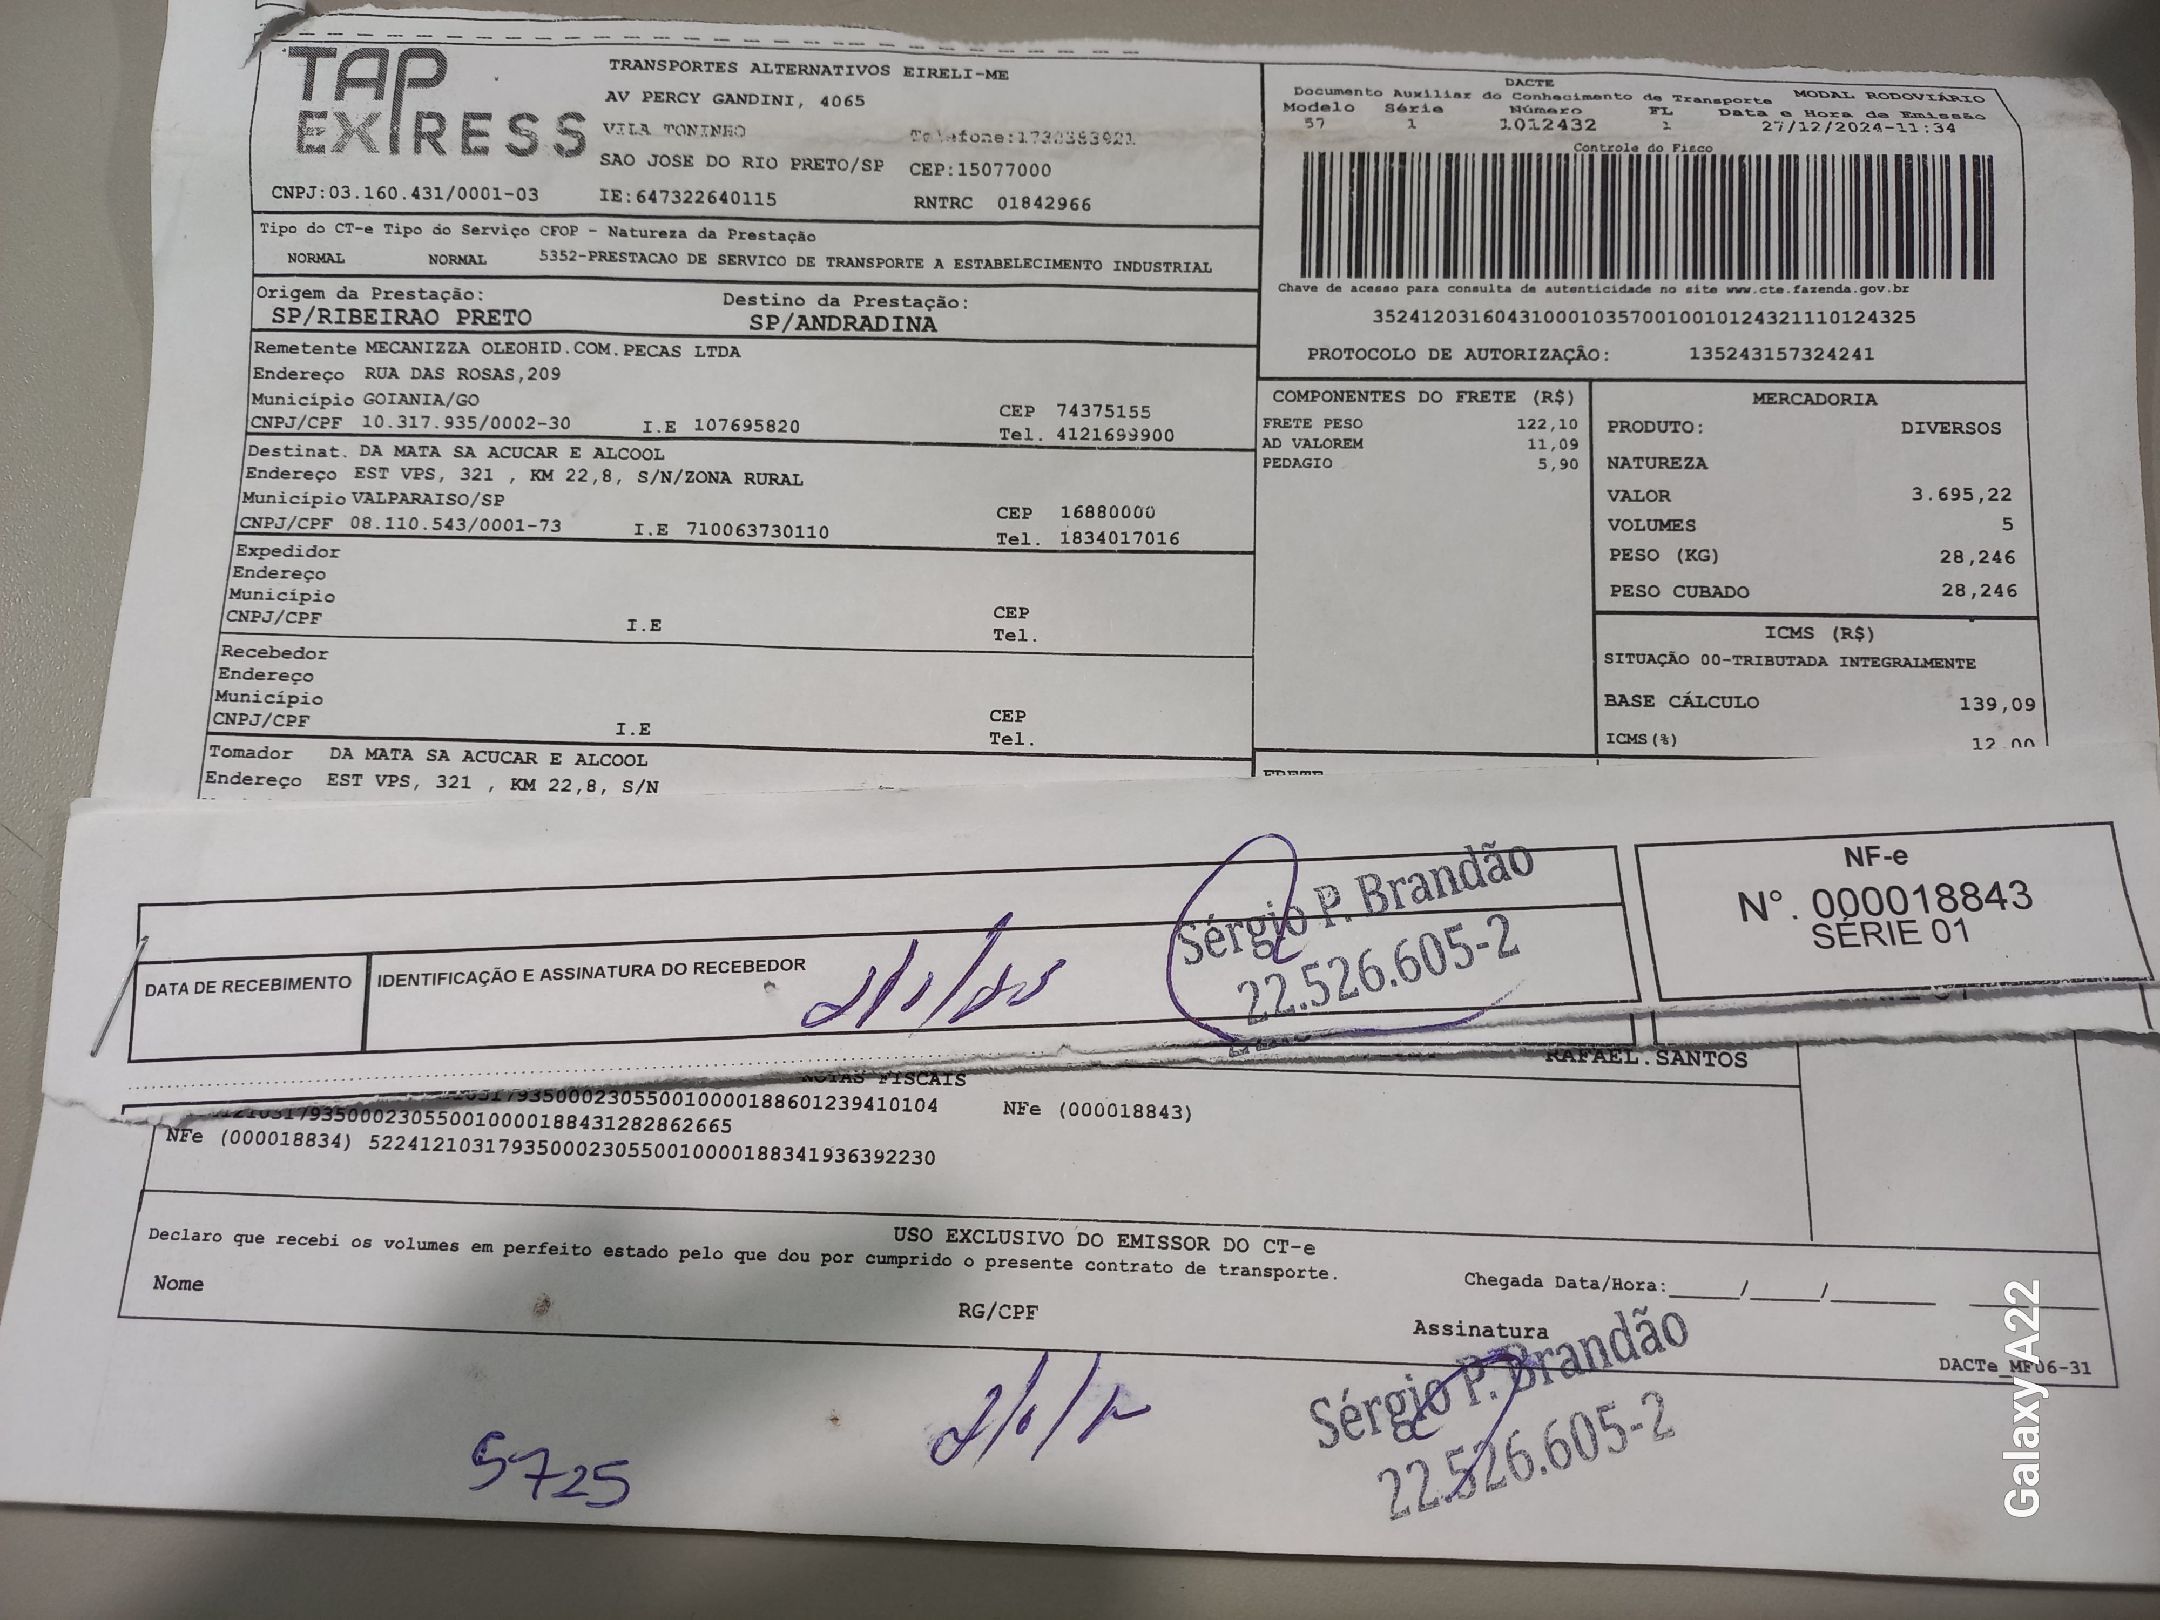 TAP EXPRESS
TRANSPORTES ALTERNATIVOS EIRELI-ME
AV PERCY GANDINI, 4065
VILA TONINHO
SAO JOSE DO RIO PRETO/SP CEP:15077000
CNPJ:03.160.431/0001-03 IE:647322640115 RNTRC 01842966
DACTE
Documento Auxiliar do Conhecimento de Transporte MODAL RODOVIÁRIO
Modelo Série Número FL Data e Hora de Emissão
57 1 1012432 1 27/12/2024-11:34
Controle do Fisco
Chave de acesso para consulta de autenticidade no site www.cte.fazenda.gov.br
35241203160431000103570010010124321110124325
PROTOCOLO DE AUTORIZAÇÂO: 135243157324241
Tipo do CT-e Tipo do Serviço CFOP - Natureza da Prestação
NORMAL NORMAL 5352-PRESTACAO DE SERVICO DE TRANSPORTE A ESTABELECIMENTO INDUSTRIAL
Origem da Prestação: Destino da Prestação:
SP/RIBEIRAO PRETO SP/ANDRADINA
Remetente MECANIZZA OLEOHID.COM.PECAS LTDA
Endereço RUA DAS ROSAS,209
Município GOIANIA/GO CEP 74375155
CNPJ/CPF 10.317.935/0002-30 I.E 107695820 Tel. 4121699900
Destinat. DA MATA SA ACUCAR E ALCOOL
Endereço EST VPS, 321 , KM 22,8, S/N/ZONA RURAL
Município VALPARAISO/SP CEP 16880000
CNPJ/CPF 08.110.543/0001-73 I.E 710063730110 Tel. 1834017016
Expedidor
Endereço
Município CEP
CNPJ/CPF I.E Tel.
Recebedor
Endereço
Município CEP
CNPJ/CPF I.E Tel.
Tomador DA MATA SA ACUCAR E ALCOOL
Endereço EST VPS, 321 , KM 22,8, S/N
COMPONENTES DO FRETE (R$)
FRETE PESO 122,10
AD VALOREM 11,09
PEDAGIO 5,90
MERCADORIA
PRODUTO: DIVERSOS
NATUREZA
VALOR 3.695,22
VOLUMES 5
PESO (KG) 28,246
PESO CUBADO 28,246
ICMS (R$)
SITUAÇÃO 00-TRIBUTADA INTEGRALMENTE
BASE CÁLCULO 139,09
ICMS(%) 12,00
FRETE
DATA DE RECEBIMENTO IDENTIFICAÇÃO E ASSINATURA DO RECEBEDOR
Sérgio P. Brandão
22.526.605-2
NF-e
N°. 000018843
SÉRIE 01
RAFAEL.SANTOS
NOTAS FISCAIS
NFe (000018843)
NFe (000018834) 52241210317935000230550010000188341936392230
USO EXCLUSIVO DO EMISSOR DO CT-e
Declaro que recebi os volumes em perfeito estado pelo que dou por cumprido o presente contrato de transporte.
Nome RG/CPF Chegada Data/Hora:_____/_____/_______
Assinatura
DACTe_MF06-31
Sérgio P. Brandão
22.526.605-2
5725
Galaxy A22